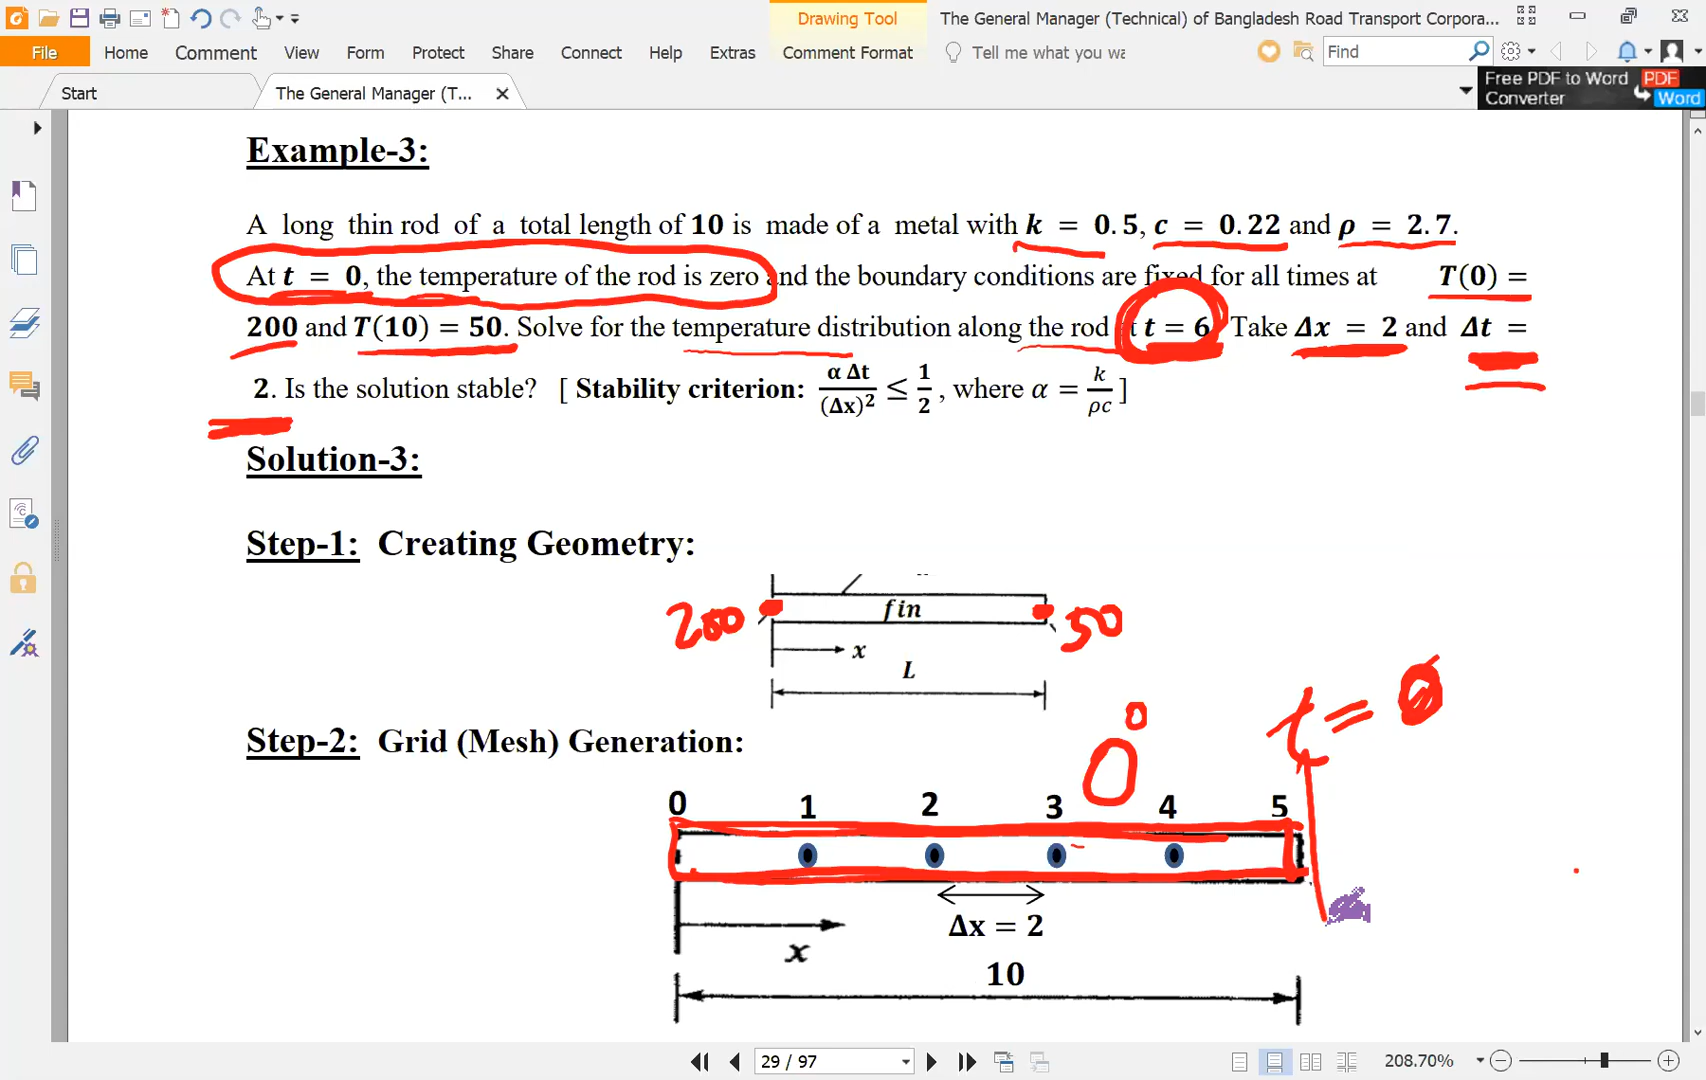 Drawing Tool
The General Manager (Technical) of Bangladesh Road Transport Corpora...
File Home Comment View Form Protect Share Connect Help Extras Comment Format Tell me what you wa Find
Start The General Manager (T...
Free PDF to Word Converter PDF Word
Example-3:
A long thin rod of a total length of 10 is made of a metal with k = 0.5, c = 0.22 and ρ = 2.7.
At t = 0, the temperature of the rod is zero and the boundary conditions are fixed for all times at T(0) =
200 and T(10) = 50. Solve for the temperature distribution along the rod t = 6 Take Δx = 2 and Δt =
2. Is the solution stable? [ Stability criterion: α Δt/(Δx)² ≤ 1/2 , where α = k/ρc ]
Solution-3:
Step-1: Creating Geometry:
200 fin 50
x
L
t = 0
Step-2: Grid (Mesh) Generation:
0
0 1 2 3 4 5
Δx = 2
x
10
29 / 97
208.70%